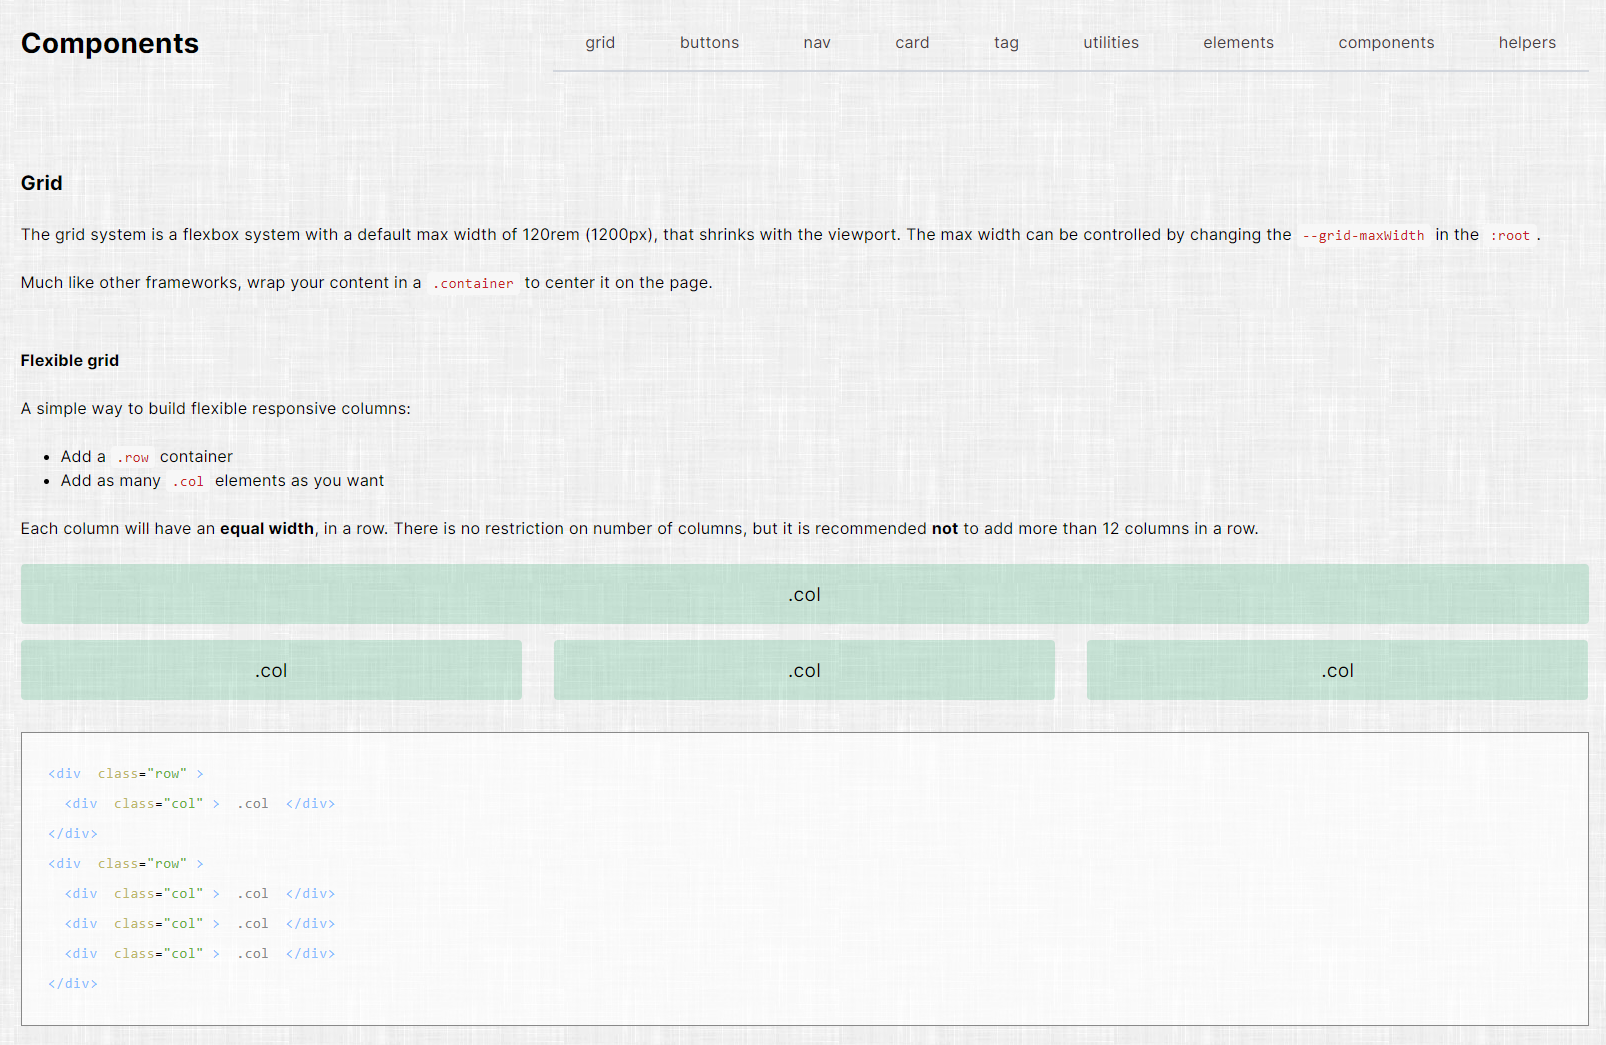 Components
grid buttons nav card tag utilities elements components helpers
Grid
The grid system is a flexbox system with a default max width of 120rem (1200px), that shrinks with the viewport. The max width can be controlled by changing the --grid-maxWidth in the :root .
Much like other frameworks, wrap your content in a .container to center it on the page.
Flexible grid
A simple way to build flexible responsive columns:
• Add a .row container
• Add as many .col elements as you want
Each column will have an equal width, in a row. There is no restriction on number of columns, but it is recommended not to add more than 12 columns in a row.
.col
.col .col .col
<div class="row" >
<div class="col" > .col </div>
</div>
<div class="row" >
<div class="col" > .col </div>
<div class="col" > .col </div>
<div class="col" > .col </div>
</div>